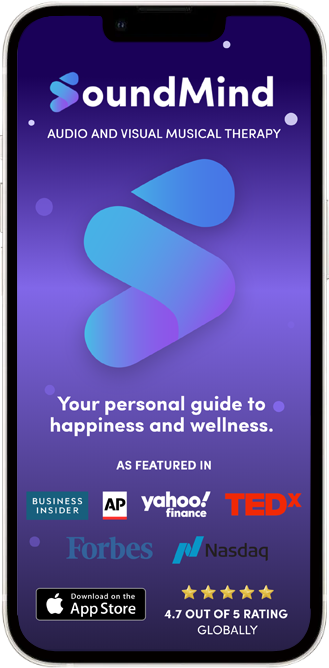 SoundMind
AUDIO AND VISUAL MUSICAL THERAPY
Your personal guide to
happiness and wellness.
AS FEATURED IN
BUSINESS
INSIDER
AP
yahoo!
finance
TEDx
Forbes
Nasdaq
Download on the
App Store
4.7 OUT OF 5 RATING
GLOBALLY